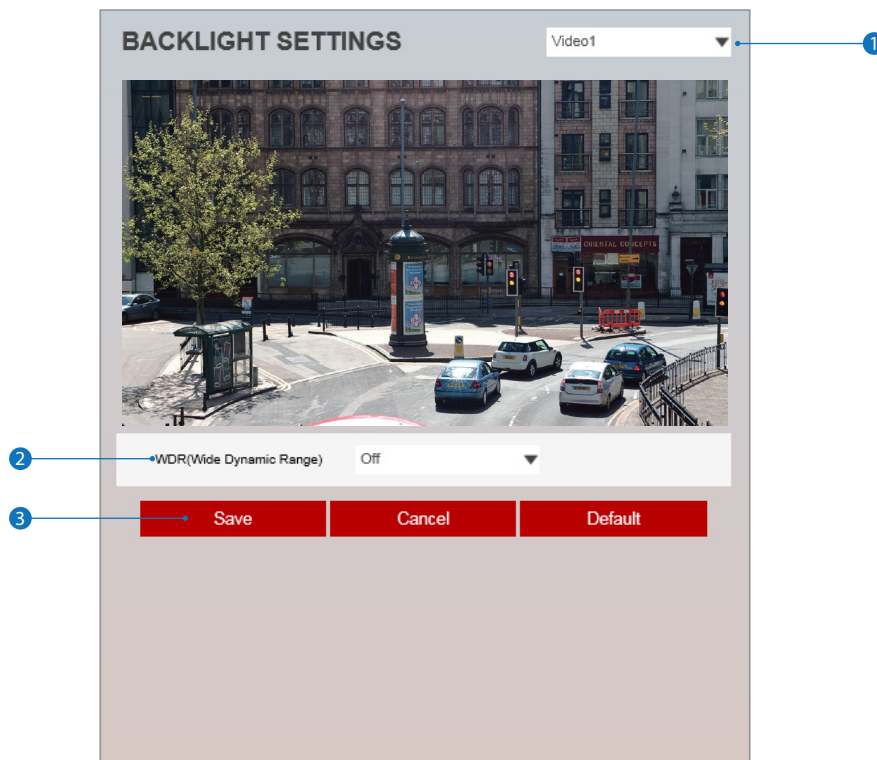 BACKLIGHT SETTINGS
Video1
1
ORIENTAL CONCEPTS
2
WDR(Wide Dynamic Range)
Off
3
Save
Cancel
Default